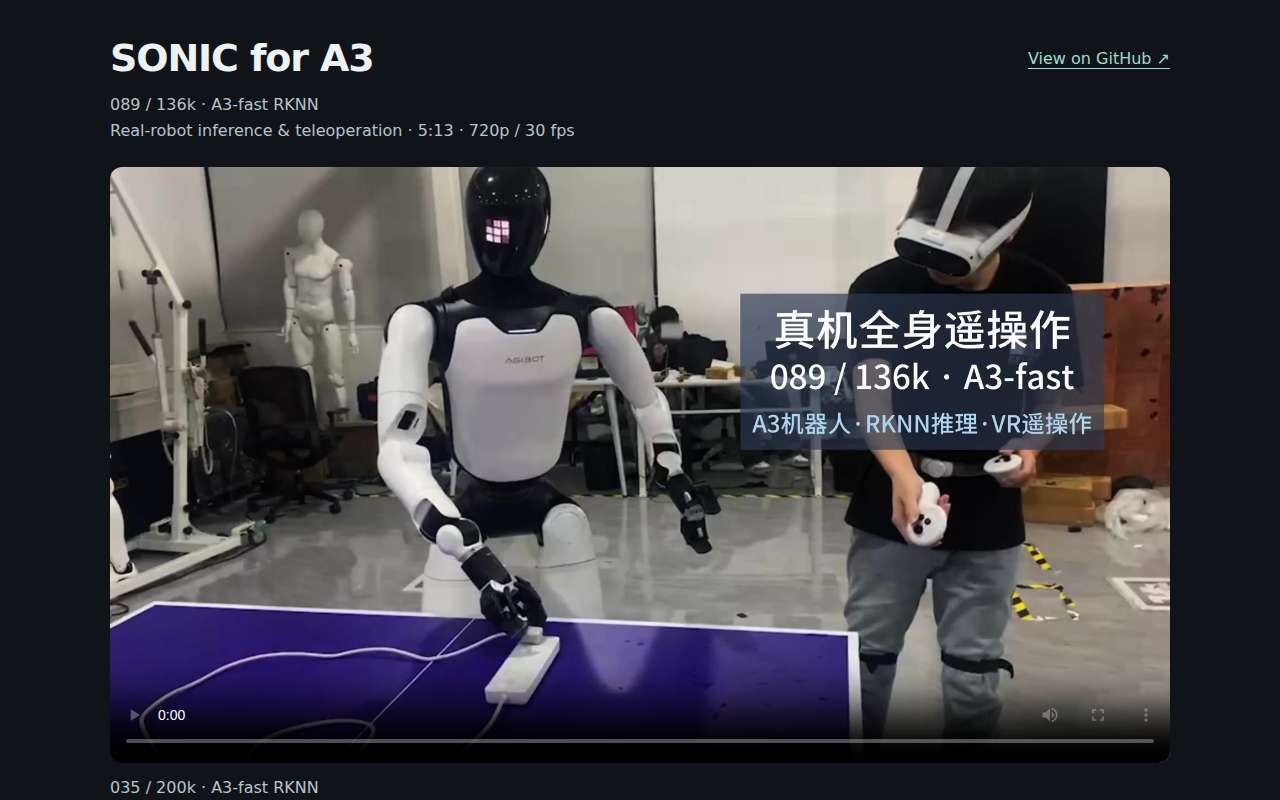 SONIC for A3
View on GitHub ↗
089 / 136k · A3-fast RKNN
Real-robot inference & teleoperation · 5:13 · 720p / 30 fps
AGIBOT
真机全身遥操作
089 / 136k · A3-fast
A3机器人·RKNN推理·VR遥操作
0:00
035 / 200k · A3-fast RKNN